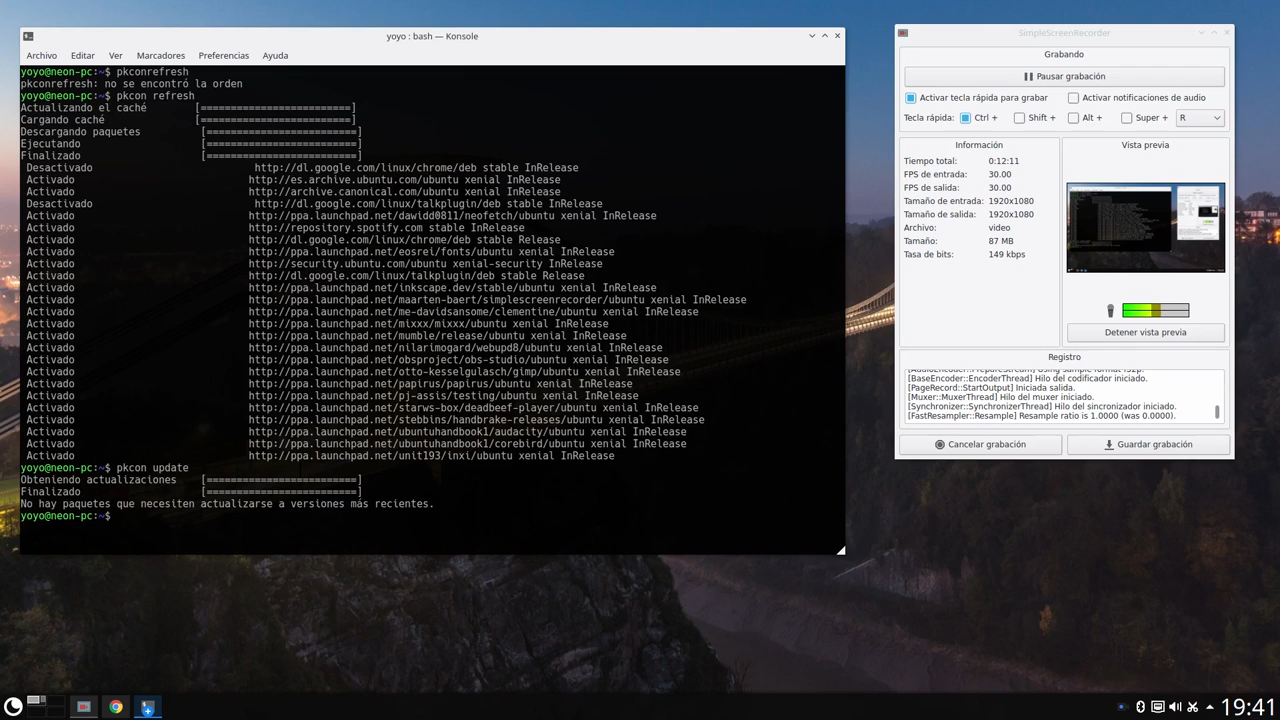 yoyo : bash — Konsole
Archivo Editar Ver Marcadores Preferencias Ayuda
yoyo@neon-pc:~$ pkconrefresh
pkconrefresh: no se encontró la orden
yoyo@neon-pc:~$ pkcon refresh
Actualizando el caché [=========================]
Cargando caché [=========================]
Descargando paquetes [=========================]
Ejecutando [=========================]
Finalizado [=========================]
Desactivado http://dl.google.com/linux/chrome/deb stable InRelease
Activado http://es.archive.ubuntu.com/ubuntu xenial InRelease
Activado http://archive.canonical.com/ubuntu xenial InRelease
Desactivado http://dl.google.com/linux/talkplugin/deb stable InRelease
Activado http://ppa.launchpad.net/dawidd0811/neofetch/ubuntu xenial InRelease
Activado http://repository.spotify.com stable InRelease
Activado http://dl.google.com/linux/chrome/deb stable Release
Activado http://ppa.launchpad.net/eosrei/fonts/ubuntu xenial InRelease
Activado http://security.ubuntu.com/ubuntu xenial-security InRelease
Activado http://dl.google.com/linux/talkplugin/deb stable Release
Activado http://ppa.launchpad.net/inkscape.dev/stable/ubuntu xenial InRelease
Activado http://ppa.launchpad.net/maarten-baert/simplescreenrecorder/ubuntu xenial InRelease
Activado http://ppa.launchpad.net/me-davidsansome/clementine/ubuntu xenial InRelease
Activado http://ppa.launchpad.net/mixxx/mixxx/ubuntu xenial InRelease
Activado http://ppa.launchpad.net/mumble/release/ubuntu xenial InRelease
Activado http://ppa.launchpad.net/nilarimogard/webupd8/ubuntu xenial InRelease
Activado http://ppa.launchpad.net/obsproject/obs-studio/ubuntu xenial InRelease
Activado http://ppa.launchpad.net/otto-kesselgulasch/gimp/ubuntu xenial InRelease
Activado http://ppa.launchpad.net/papirus/papirus/ubuntu xenial InRelease
Activado http://ppa.launchpad.net/pj-assis/testing/ubuntu xenial InRelease
Activado http://ppa.launchpad.net/starws-box/deadbeef-player/ubuntu xenial InRelease
Activado http://ppa.launchpad.net/stebbins/handbrake-releases/ubuntu xenial InRelease
Activado http://ppa.launchpad.net/ubuntuhandbook1/audacity/ubuntu xenial InRelease
Activado http://ppa.launchpad.net/ubuntuhandbook1/corebird/ubuntu xenial InRelease
Activado http://ppa.launchpad.net/unit193/inxi/ubuntu xenial InRelease
yoyo@neon-pc:~$ pkcon update
Obteniendo actualizaciones [=========================]
Finalizado [=========================]
No hay paquetes que necesiten actualizarse a versiones más recientes.
yoyo@neon-pc:~$
SimpleScreenRecorder
Grabando
Pausar grabación
Activar tecla rápida para grabar Activar notificaciones de audio
Tecla rápida: Ctrl + Shift + Alt + Super + R
Información
Tiempo total: 0:12:11
FPS de entrada: 30.00
FPS de salida: 30.00
Tamaño de entrada: 1920x1080
Tamaño de salida: 1920x1080
Archivo: video
Tamaño: 87 MB
Tasa de bits: 149 kbps
Vista previa
Detener vista previa
Registro
[BaseEncoder::EncoderThread] Hilo del codificador iniciado.
[PageRecord::StartOutput] Iniciada salida.
[Muxer::MuxerThread] Hilo del muxer iniciado.
[Synchronizer::SynchronizerThread] Hilo del sincronizador iniciado.
[FastResampler::Resample] Resample ratio is 1.0000 (was 0.0000).
Cancelar grabación Guardar grabación
19:41